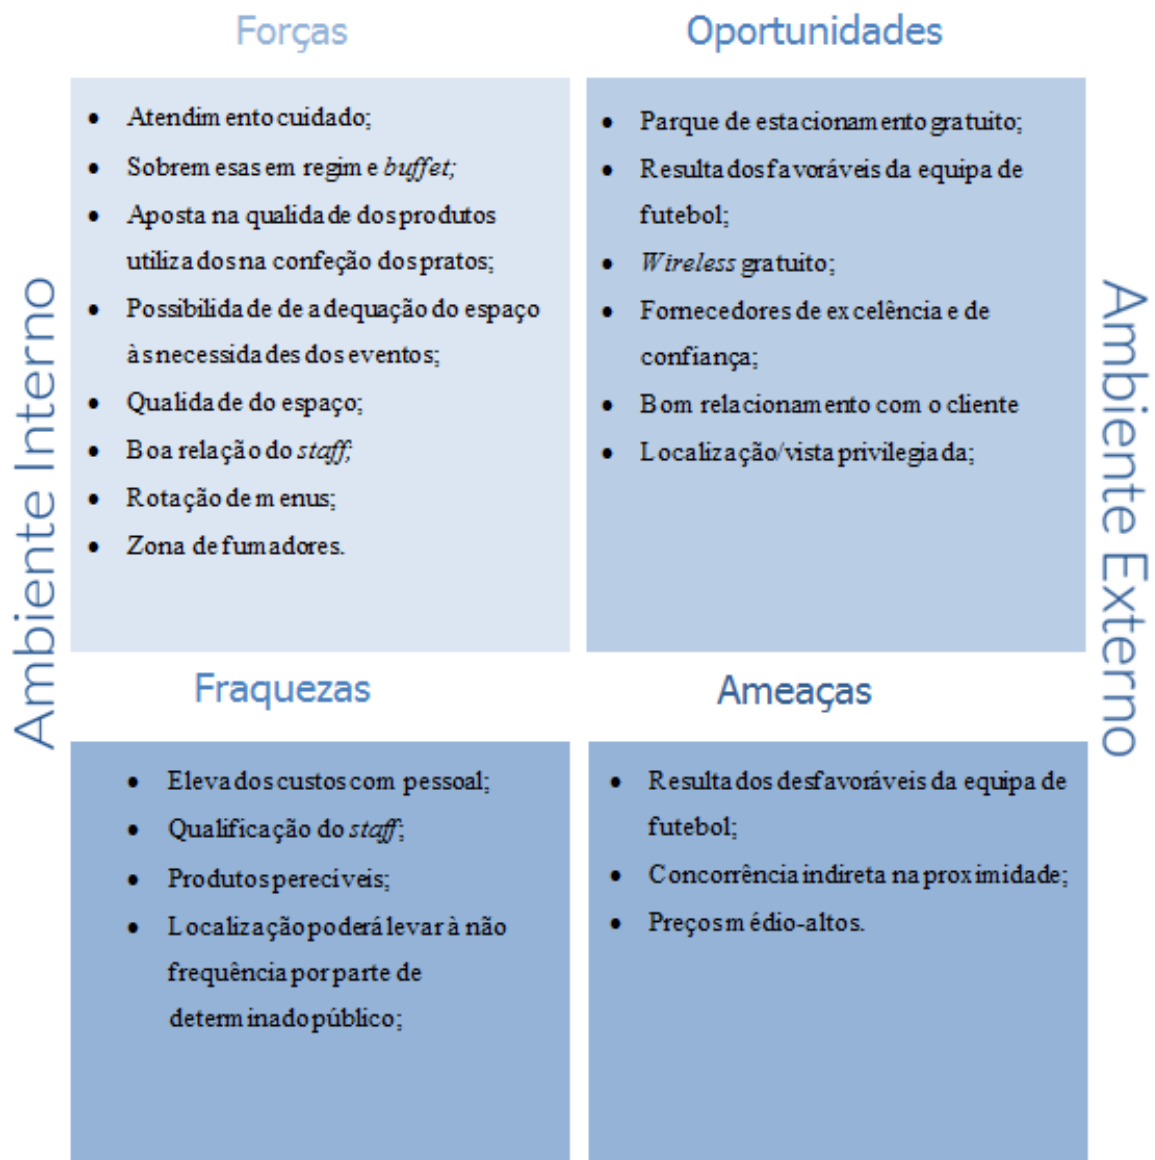 Forças
Atendimento cuidado;
Sobremesas em regime buffet;
Aposta na qualidade dos produtos
utilizados na confeção dos pratos;
Possibilidade de adequação do espaço
às necessidades dos eventos;
Qualidade do espaço;
Boa relação do staff;
Rotação de menus;
Zona de fumadores.
Oportunidades
Parque de estacionamento gratuito;
Resultados favoráveis da equipa de
futebol;
Wireless gratuito;
Fornecedores de excelência e de
confiança;
Bom relacionamento com o cliente
Localização/vista privilegiada;
Ambiente Interno
Ambiente Externo
Fraquezas
Elevados custos com pessoal;
Qualificação do staff;
Produtos perecíveis;
Localização poderá levar à não
frequência por parte de
determinado público;
Ameaças
Resultados desfavoráveis da equipa de
futebol;
Concorrência indireta na proximidade;
Preços médio-altos.